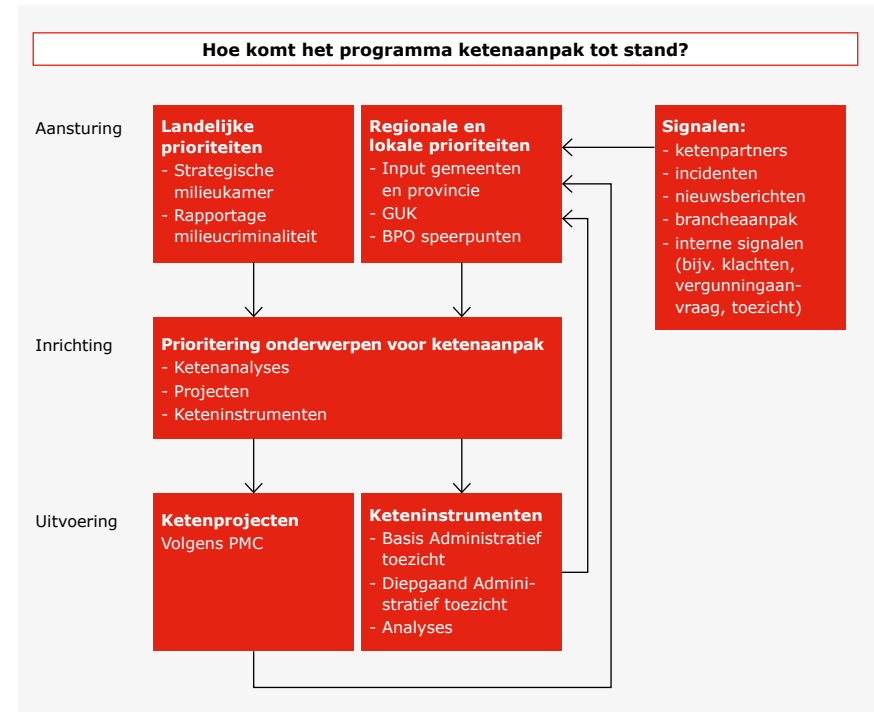 Hoe komt het programma ketenaanpak tot stand?
Aansturing
Landelijke
prioriteiten
- Strategische
milieukamer
- Rapportage
milieucriminaliteit
Regionale en
lokale prioriteiten
- Input gemeenten
en provincie
- GUK
- BPO speerpunten
Signalen:
- ketenpartners
- incidenten
- nieuwsberichten
- brancheaanpak
- interne signalen
(bijv. klachten,
vergunningaan-
vraag, toezicht)
Inrichting
Prioritering onderwerpen voor ketenaanpak
- Ketenanalyses
- Projecten
- Keteninstrumenten
Uitvoering
Ketenprojecten
Volgens PMC
Keteninstrumenten
- Basis Administratief
toezicht
- Diepgaand Admini-
stratief toezicht
- Analyses